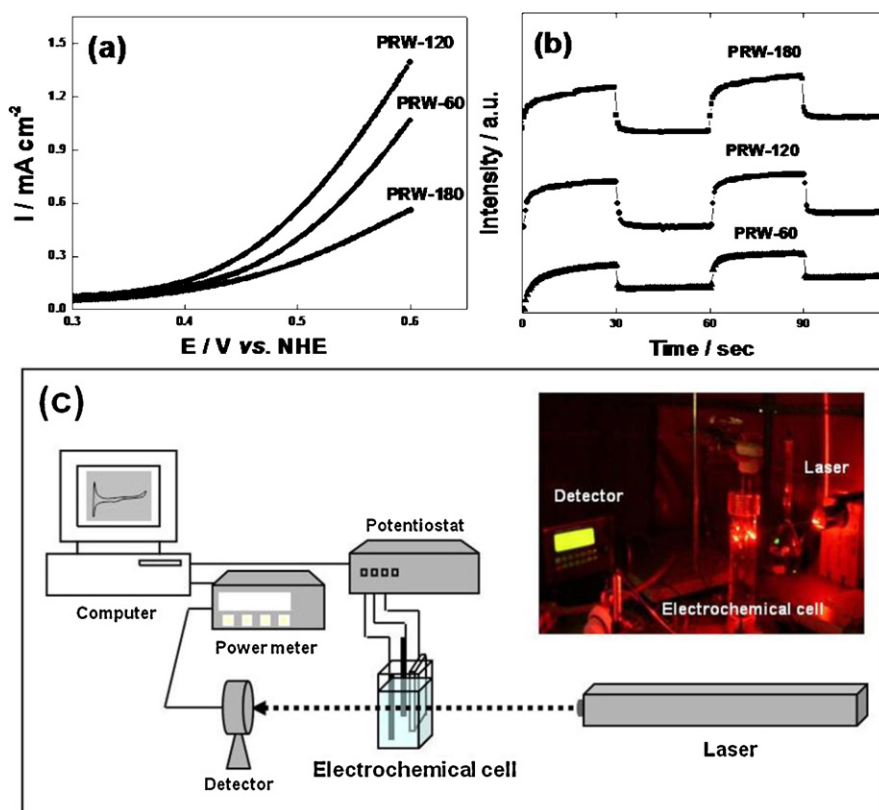 (a)
PRW-120
PRW-60
PRW-180
I / mA cm⁻²
1.5
1.2
0.9
0.6
0.3
0.0
0.3 0.4 0.5 0.6
E / V vs. NHE
(b)
PRW-180
PRW-120
PRW-60
Intensity / a.u.
0 30 60 90
Time / sec
(c)
Computer
Power meter
Potentiostat
Detector
Electrochemical cell
Laser
Detector
Laser
Electrochemical cell